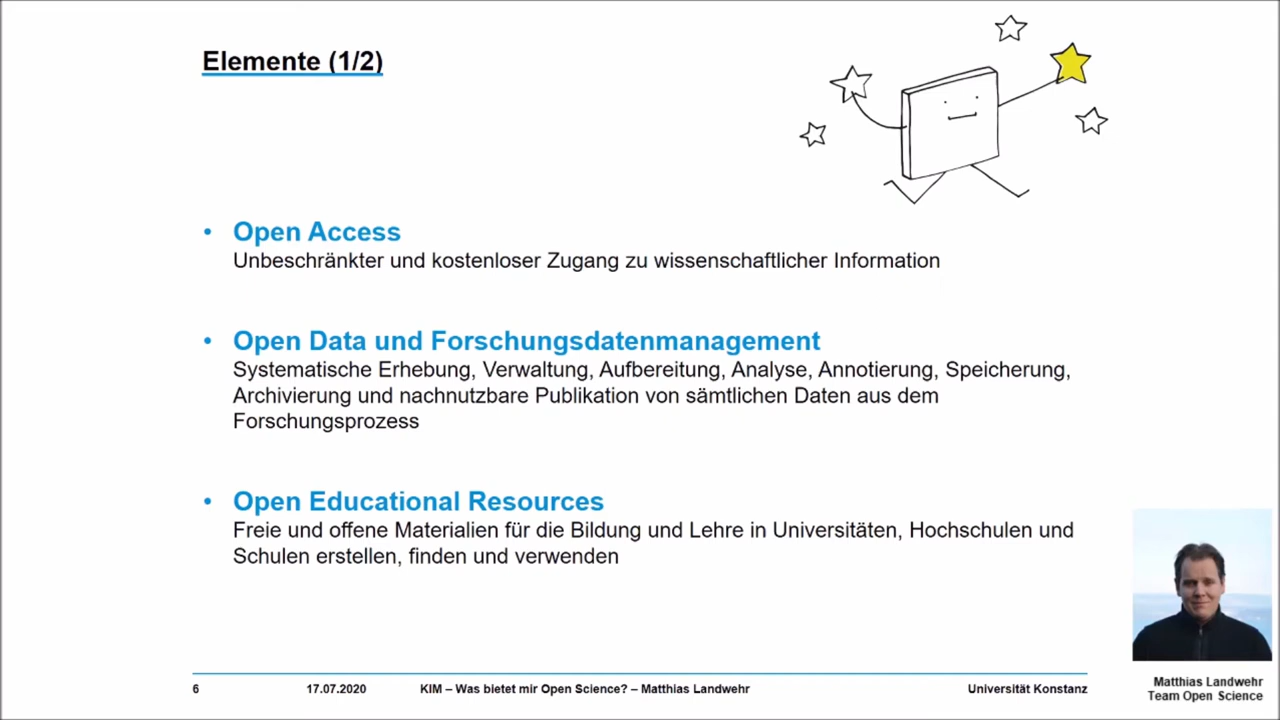 Elemente (1/2)
• Open Access
Unbeschränkter und kostenloser Zugang zu wissenschaftlicher Information
• Open Data und Forschungsdatenmanagement
Systematische Erhebung, Verwaltung, Aufbereitung, Analyse, Annotierung, Speicherung,
Archivierung und nachnutzbare Publikation von sämtlichen Daten aus dem
Forschungsprozess
• Open Educational Resources
Freie und offene Materialien für die Bildung und Lehre in Universitäten, Hochschulen und
Schulen erstellen, finden und verwenden
6 17.07.2020 KIM – Was bietet mir Open Science? – Matthias Landwehr Universität Konstanz
Matthias Landwehr
Team Open Science